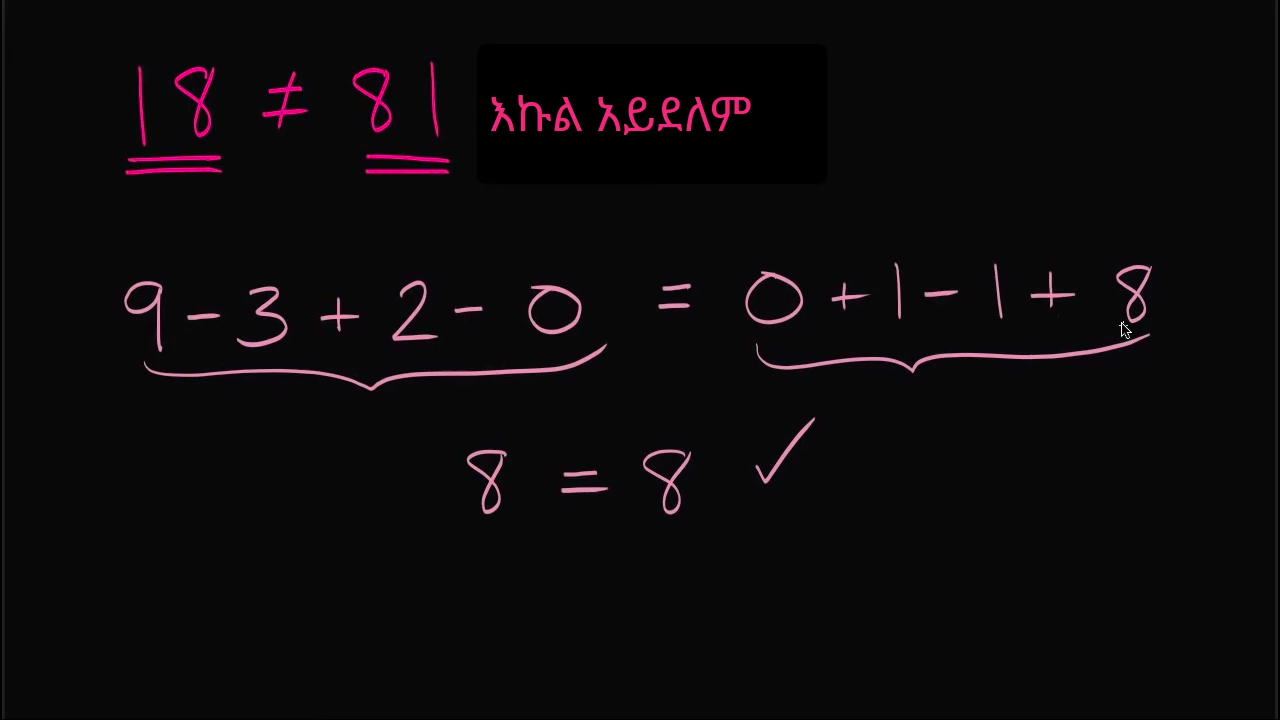 18 ≠ 81 እኩል አይደለም
9 - 3 + 2 - 0 = 0 + 1 - 1 + 8
8 = 8 ✓